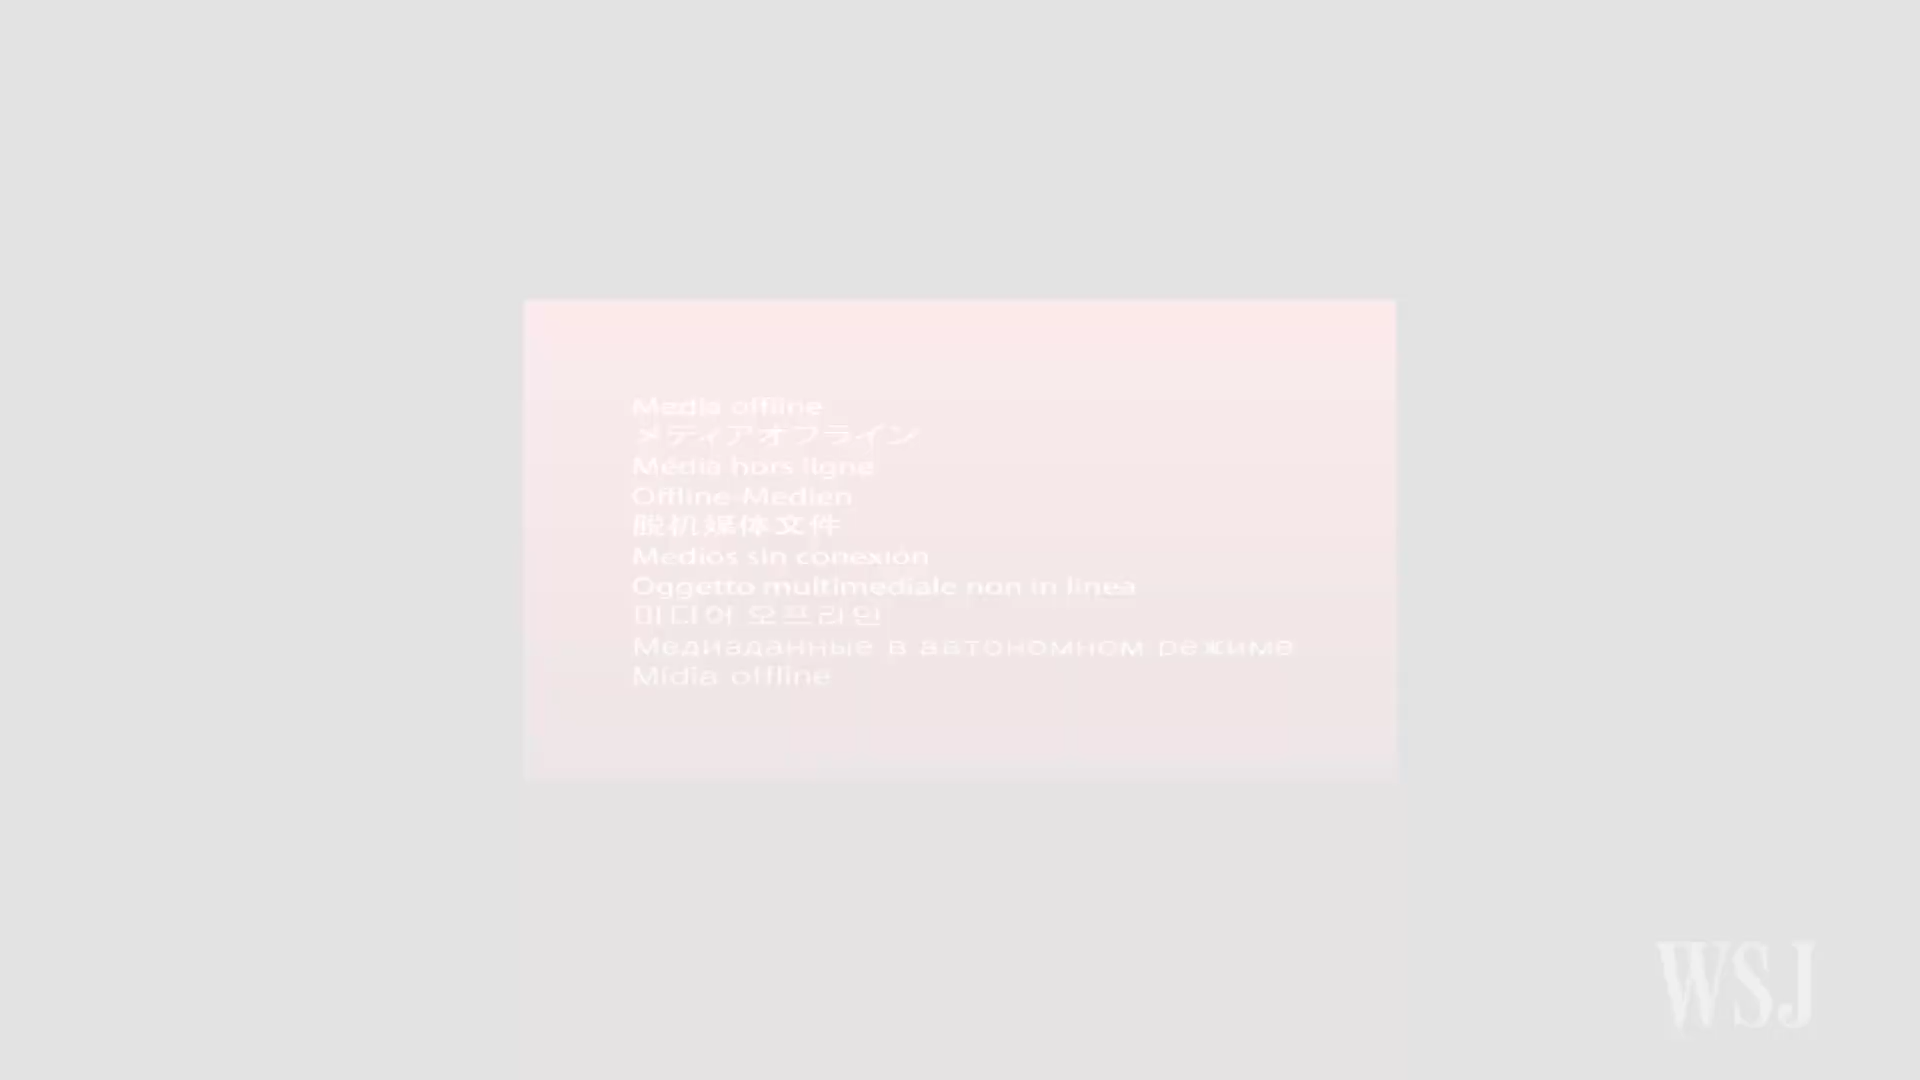 Media offline
メディアオフライン
Média hors ligne
Offline-Medien
脱机媒体文件
Medios sin conexión
Oggetto multimediale non in linea
미디어 오프라인
Медиаданные в автономном режиме
Mídia offline
WSJ